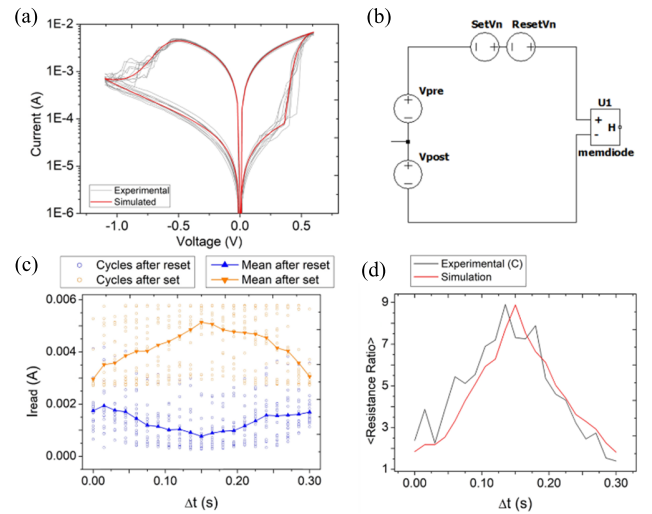 (a)
1E-2
1E-3
1E-4
1E-5
1E-6
Current (A)
Experimental
Simulated
-1.0 -0.5 0.0 0.5
Voltage (V)
(b)
SetVn ResetVn
Vpre
Vpost
U1
+
H
-
memdiode
(c)
Cycles after reset Mean after reset
Cycles after set Mean after set
0.006
0.004
0.002
0.000
Iread (A)
0.00 0.10 0.20 0.30
Δt (s)
(d)
Experimental (C)
Simulation
9
7
5
3
1
<Resistance Ratio>
0.00 0.10 0.20 0.30
Δt (s)